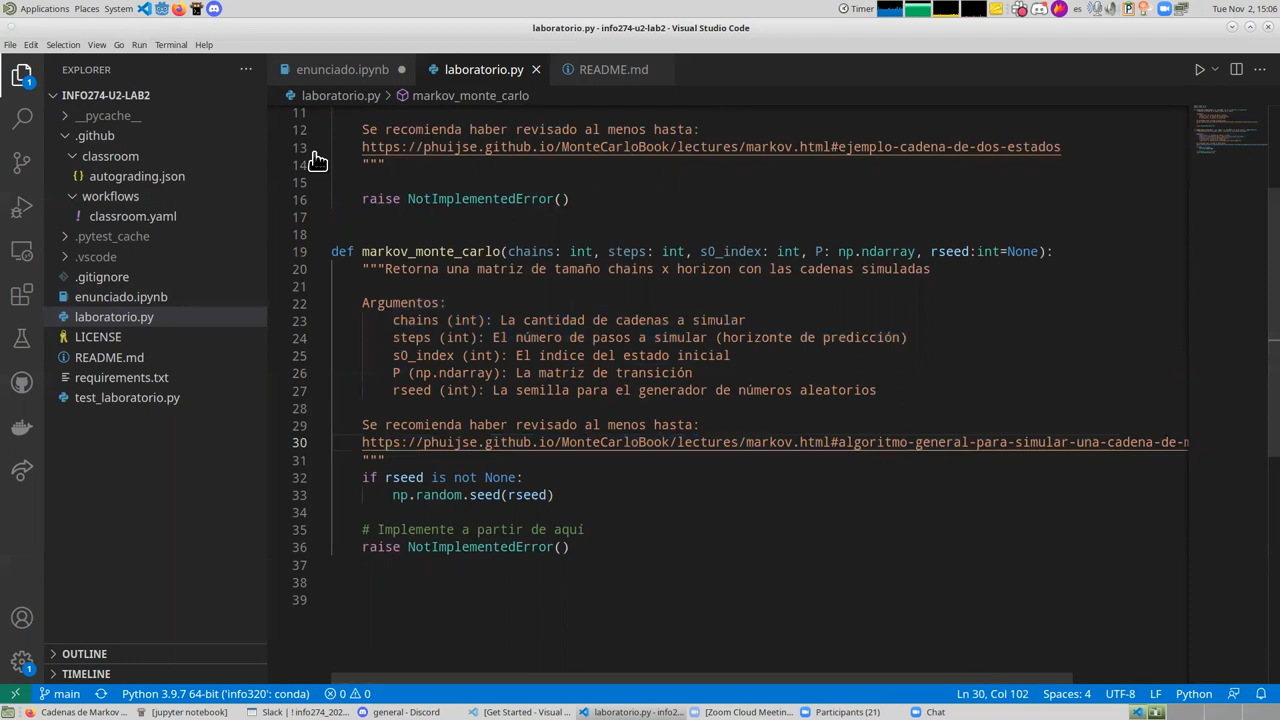 Applications Places System
Timer
es
Tue Nov 2, 15:06
laboratorio.py - info274-u2-lab2 - Visual Studio Code
File Edit Selection View Go Run Terminal Help
EXPLORER
enunciado.ipynb
laboratorio.py
README.md
INFO274-U2-LAB2
laboratorio.py > markov_monte_carlo
__pycache__
.github
classroom
autograding.json
workflows
classroom.yaml
.pytest_cache
.vscode
.gitignore
enunciado.ipynb
laboratorio.py
LICENSE
README.md
requirements.txt
test_laboratorio.py
OUTLINE
TIMELINE
1
1
11
12 Se recomienda haber revisado al menos hasta:
13 https://phuijse.github.io/MonteCarloBook/lectures/markov.html#ejemplo-cadena-de-dos-estados
14 """
15
16 raise NotImplementedError()
17
18
19 def markov_monte_carlo(chains: int, steps: int, s0_index: int, P: np.ndarray, rseed:int=None):
20 """Retorna una matriz de tamaño chains x horizon con las cadenas simuladas
21
22 Argumentos:
23 chains (int): La cantidad de cadenas a simular
24 steps (int): El número de pasos a simular (horizonte de predicción)
25 s0_index (int): El indice del estado inicial
26 P (np.ndarray): La matriz de transición
27 rseed (int): La semilla para el generador de números aleatorios
28
29 Se recomienda haber revisado al menos hasta:
30 https://phuijse.github.io/MonteCarloBook/lectures/markov.html#algoritmo-general-para-simular-una-cadena-de-m
31 """
32 if rseed is not None:
33 np.random.seed(rseed)
34
35 # Implemente a partir de aquí
36 raise NotImplementedError()
37
38
39
main
Python 3.9.7 64-bit ('info320': conda)
0 0
Ln 30, Col 102
Spaces: 4
UTF-8
LF
Python
Cadenas de Markov ...
[jupyter notebook]
Slack | ! info274_202...
general - Discord
[Get Started - Visual ...
laboratorio.py - info2...
[Zoom Cloud Meetin...
Participants (21)
Chat